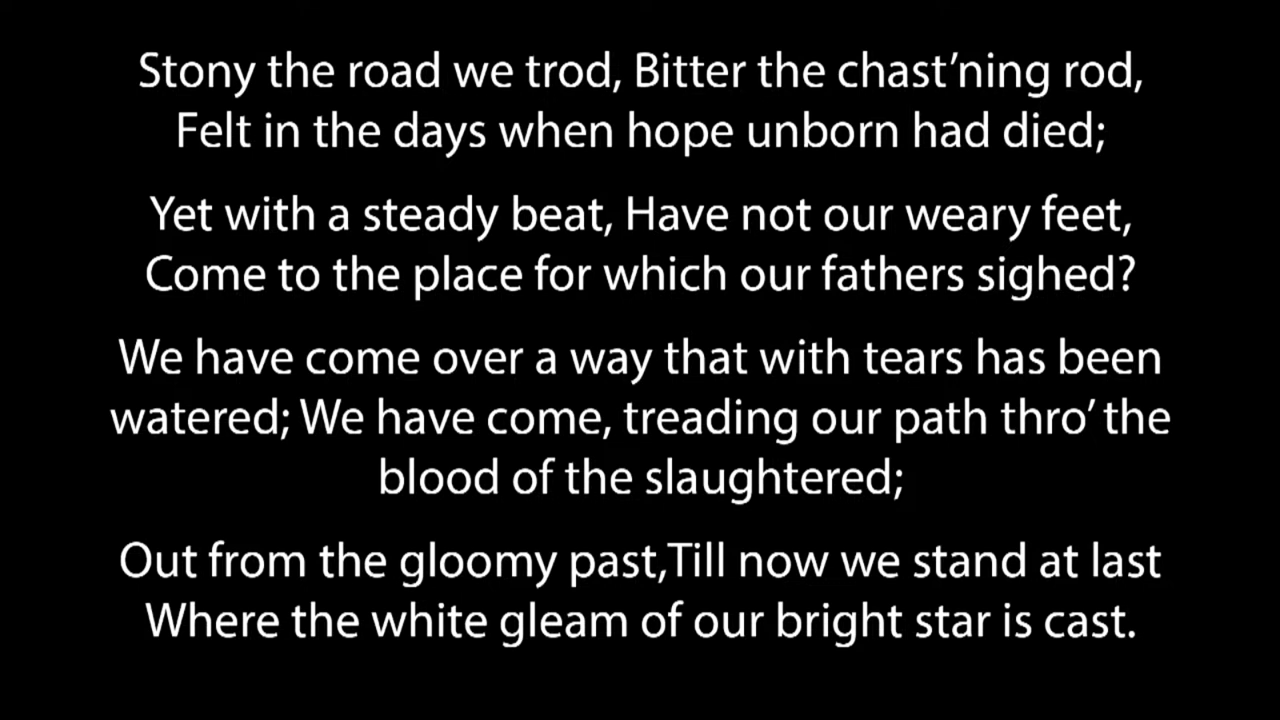 Stony the road we trod, Bitter the chast’ning rod,
Felt in the days when hope unborn had died;
Yet with a steady beat, Have not our weary feet,
Come to the place for which our fathers sighed?
We have come over a way that with tears has been
watered; We have come, treading our path thro’ the
blood of the slaughtered;
Out from the gloomy past,Till now we stand at last
Where the white gleam of our bright star is cast.